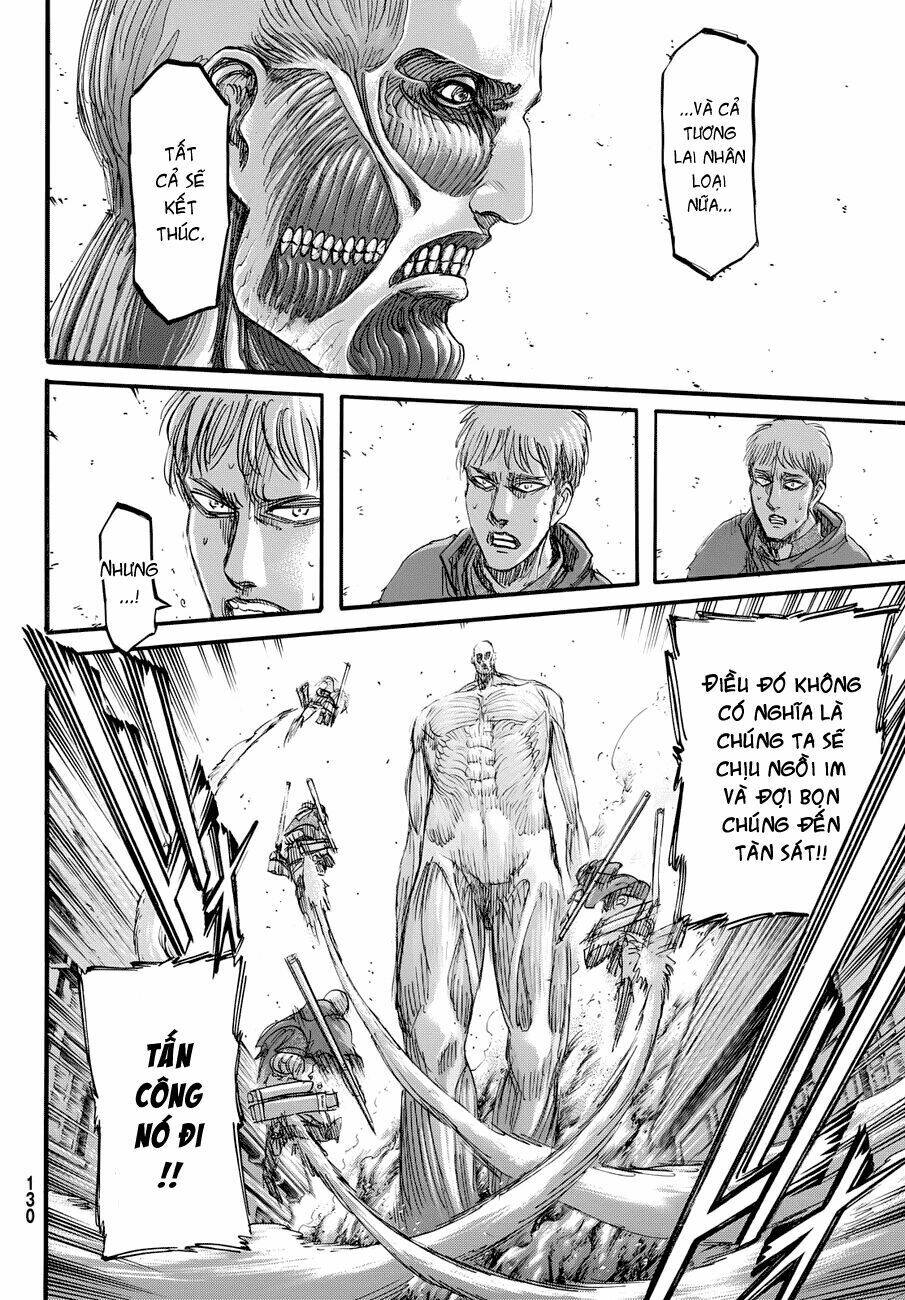 ...VÀ CẢ
TƯƠNG
LAI NHÂN
LOẠI
NỮA...
TẤT
CẢ SẼ
KẾT
THÚC.
NHƯNG
...!
ĐIỀU ĐÓ KHÔNG
CÓ NGHĨA LÀ
CHÚNG TA SẼ
CHỊU NGỒI IM
VÀ ĐỢI BỌN
CHÚNG ĐẾN
TÀN SÁT!!
TẤN
CÔNG
NÓ ĐI
!!
130